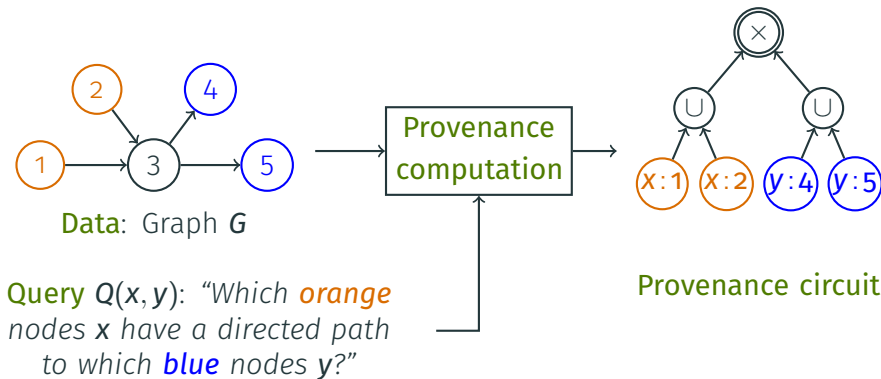 1
2
3
4
5
Data: Graph G
Query Q(x, y): “Which orange
nodes x have a directed path
to which blue nodes y?”
Provenance
computation
×
∪ ∪
x:1 x:2 y:4 y:5
Provenance circuit